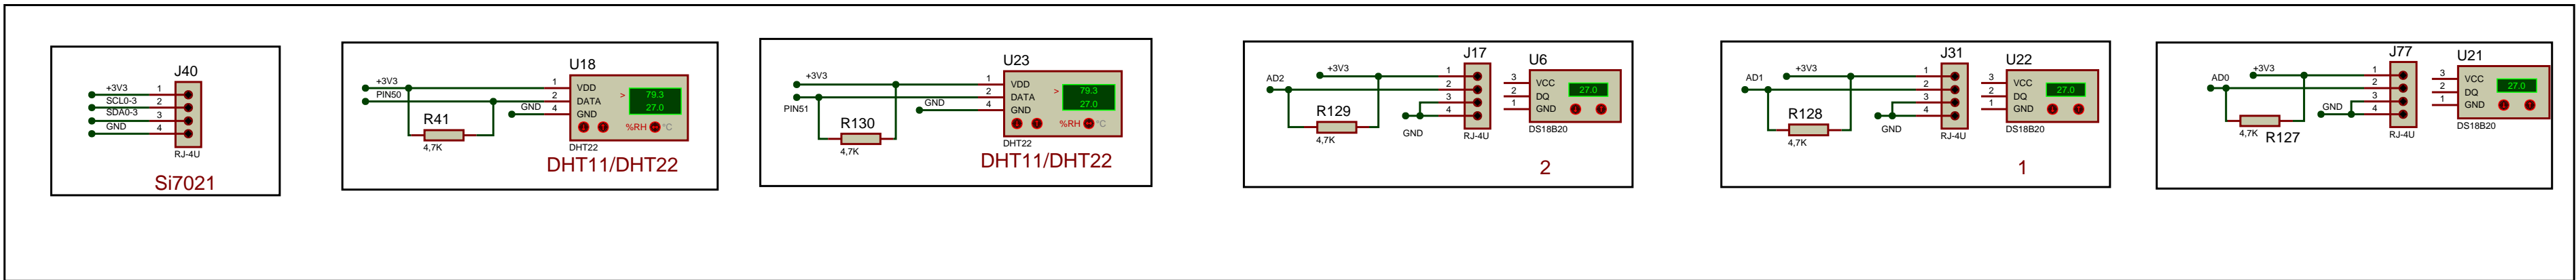 J40
+3V3 1
SCL0-3 2
SDA0-3 3
GND 4
RJ-4U
Si7021
U18
+3V3 1 VDD
PIN50 2 DATA
GND 4 GND
> 79.3
27.0
%RH °C
R41
4,7K
DHT22
DHT11/DHT22
U23
+3V3 1 VDD
PIN51 2 DATA
GND 4 GND
> 79.3
27.0
%RH °C
R130
4,7K
DHT22
DHT11/DHT22
J17
U6
+3V3 1
AD2 2
3
4
GND
R129
4,7K
RJ-4U
3 VCC
2 DQ
1 GND
27.0
DS18B20
2
J31
U22
+3V3 1
AD1 2
3
4
GND
R128
4,7K
RJ-4U
3 VCC
2 DQ
1 GND
27.0
DS18B20
1
J77
U21
+3V3 1
AD0 2
3
GND 4
4,7K
R127
RJ-4U
3 VCC
2 DQ
1 GND
27.0
DS18B20